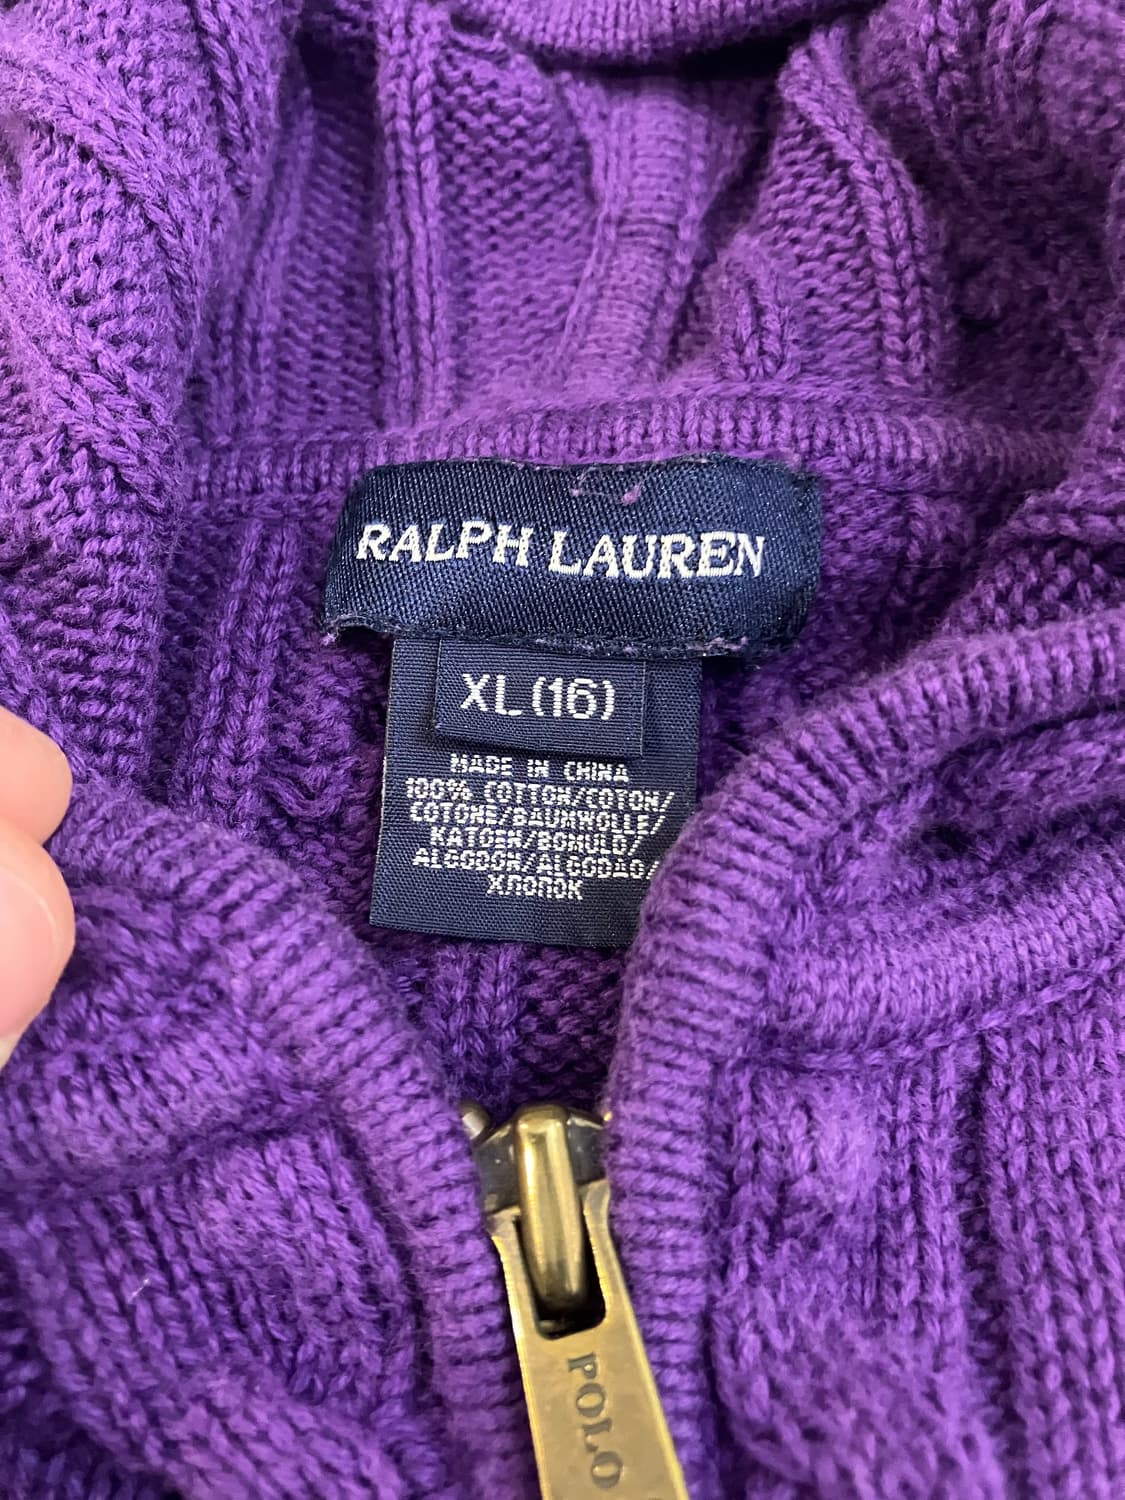 RALPH LAUREN
XL (16)
MADE IN CHINA
100% COTTON/COTON/
COTONE/BAUMWOLLE/
KATOEN/BOMULD/
ALGODON/ALGODAO/
ХЛОПОК
POLO